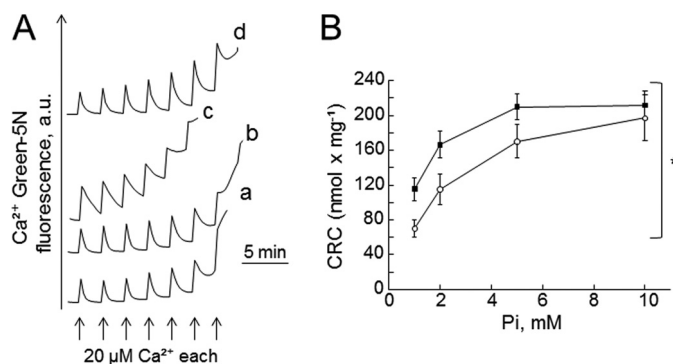 A
B
d
c
b
a
Ca²⁺ Green-5N
fluorescence, a.u.
5 min
20 µM Ca²⁺ each
240
200
160
120
80
40
0
CRC (nmol x mg⁻¹)
0
2
4
6
8
10
Pi, mM